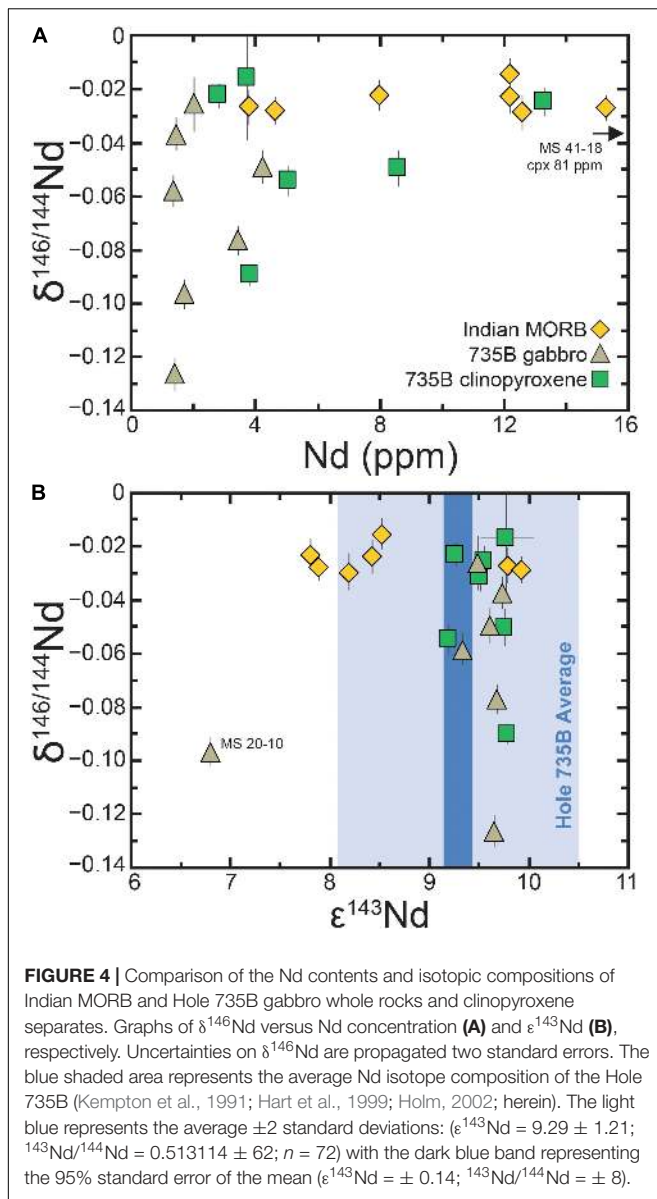 A
0
−0.02
−0.04
−0.06
−0.08
−0.10
−0.12
−0.14
δ146/144Nd
MS 41-18
cpx 81 ppm
Indian MORB
735B gabbro
735B clinopyroxene
0 4 8 12 16
Nd (ppm)
B
0
−0.02
−0.04
−0.06
−0.08
−0.10
−0.12
−0.14
δ146/144Nd
MS 20-10
Hole 735B Average
6 7 8 9 10 11
ε143Nd
FIGURE 4 | Comparison of the Nd contents and isotopic compositions of
Indian MORB and Hole 735B gabbro whole rocks and clinopyroxene
separates. Graphs of δ146Nd versus Nd concentration (A) and ε143Nd (B),
respectively. Uncertainties on δ146Nd are propagated two standard errors. The
blue shaded area represents the average Nd isotope composition of the Hole
735B (Kempton et al., 1991; Hart et al., 1999; Holm, 2002; herein). The light
blue represents the average ±2 standard deviations: (ε143Nd = 9.29 ± 1.21;
143Nd/144Nd = 0.513114 ± 62; n = 72) with the dark blue band representing
the 95% standard error of the mean (ε143Nd = ± 0.14; 143Nd/144Nd = ± 8).